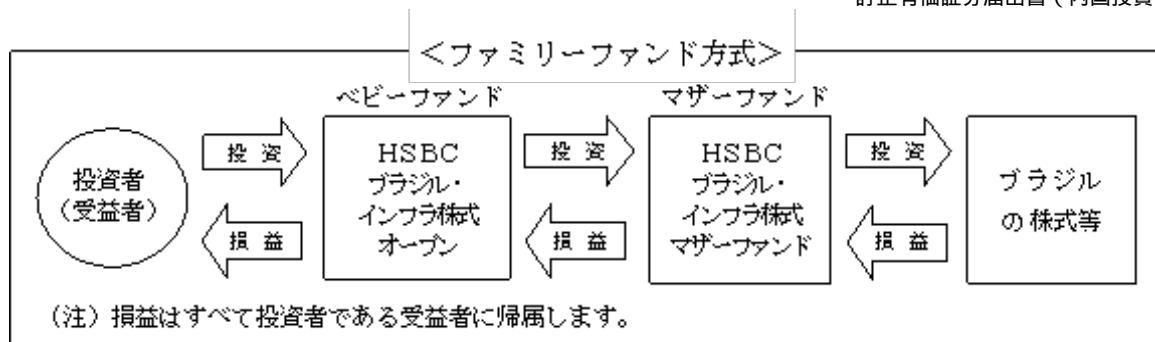 ＜ファミリーファンド方式＞
ベビーファンド
マザーファンド
投資者
（受益者）
投 資
損 益
HSBC
ブラジル・
インフラ株式
オープン
投 資
損 益
HSBC
ブラジル・
インフラ株式
マザーファンド
投 資
損 益
ブラジル
の株式等
（注）損益はすべて投資者である受益者に帰属します。